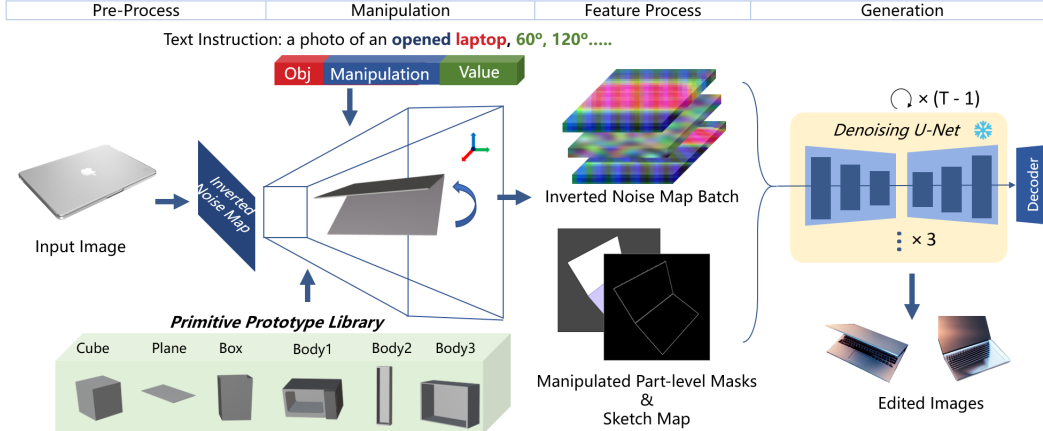 Pre-Process
Manipulation
Feature Process
Generation
Text Instruction: a photo of an opened laptop, 60º, 120º.....
Obj
Manipulation
Value
× (T - 1)
Denoising U-Net
Inverted
Noise Map
Input Image
Inverted Noise Map Batch
Decoder
× 3
Primitive Prototype Library
Cube
Plane
Box
Body1
Body2
Body3
Manipulated Part-level Masks
&
Sketch Map
Edited Images